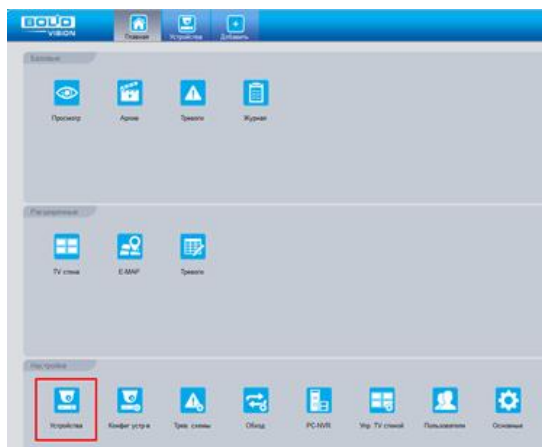 BOLID
VISION
Главная
Устройства
Добавить
Базовые
Просмотр
Архив
Тревоги
Журнал
Расширенные
TV стена
E-MAP
Тревоги
Настройка
Устройства
Конфиг устр-в
Трев. схемы
Обход
PC-NVR
Упр. TV стеной
Пользователи
Основные